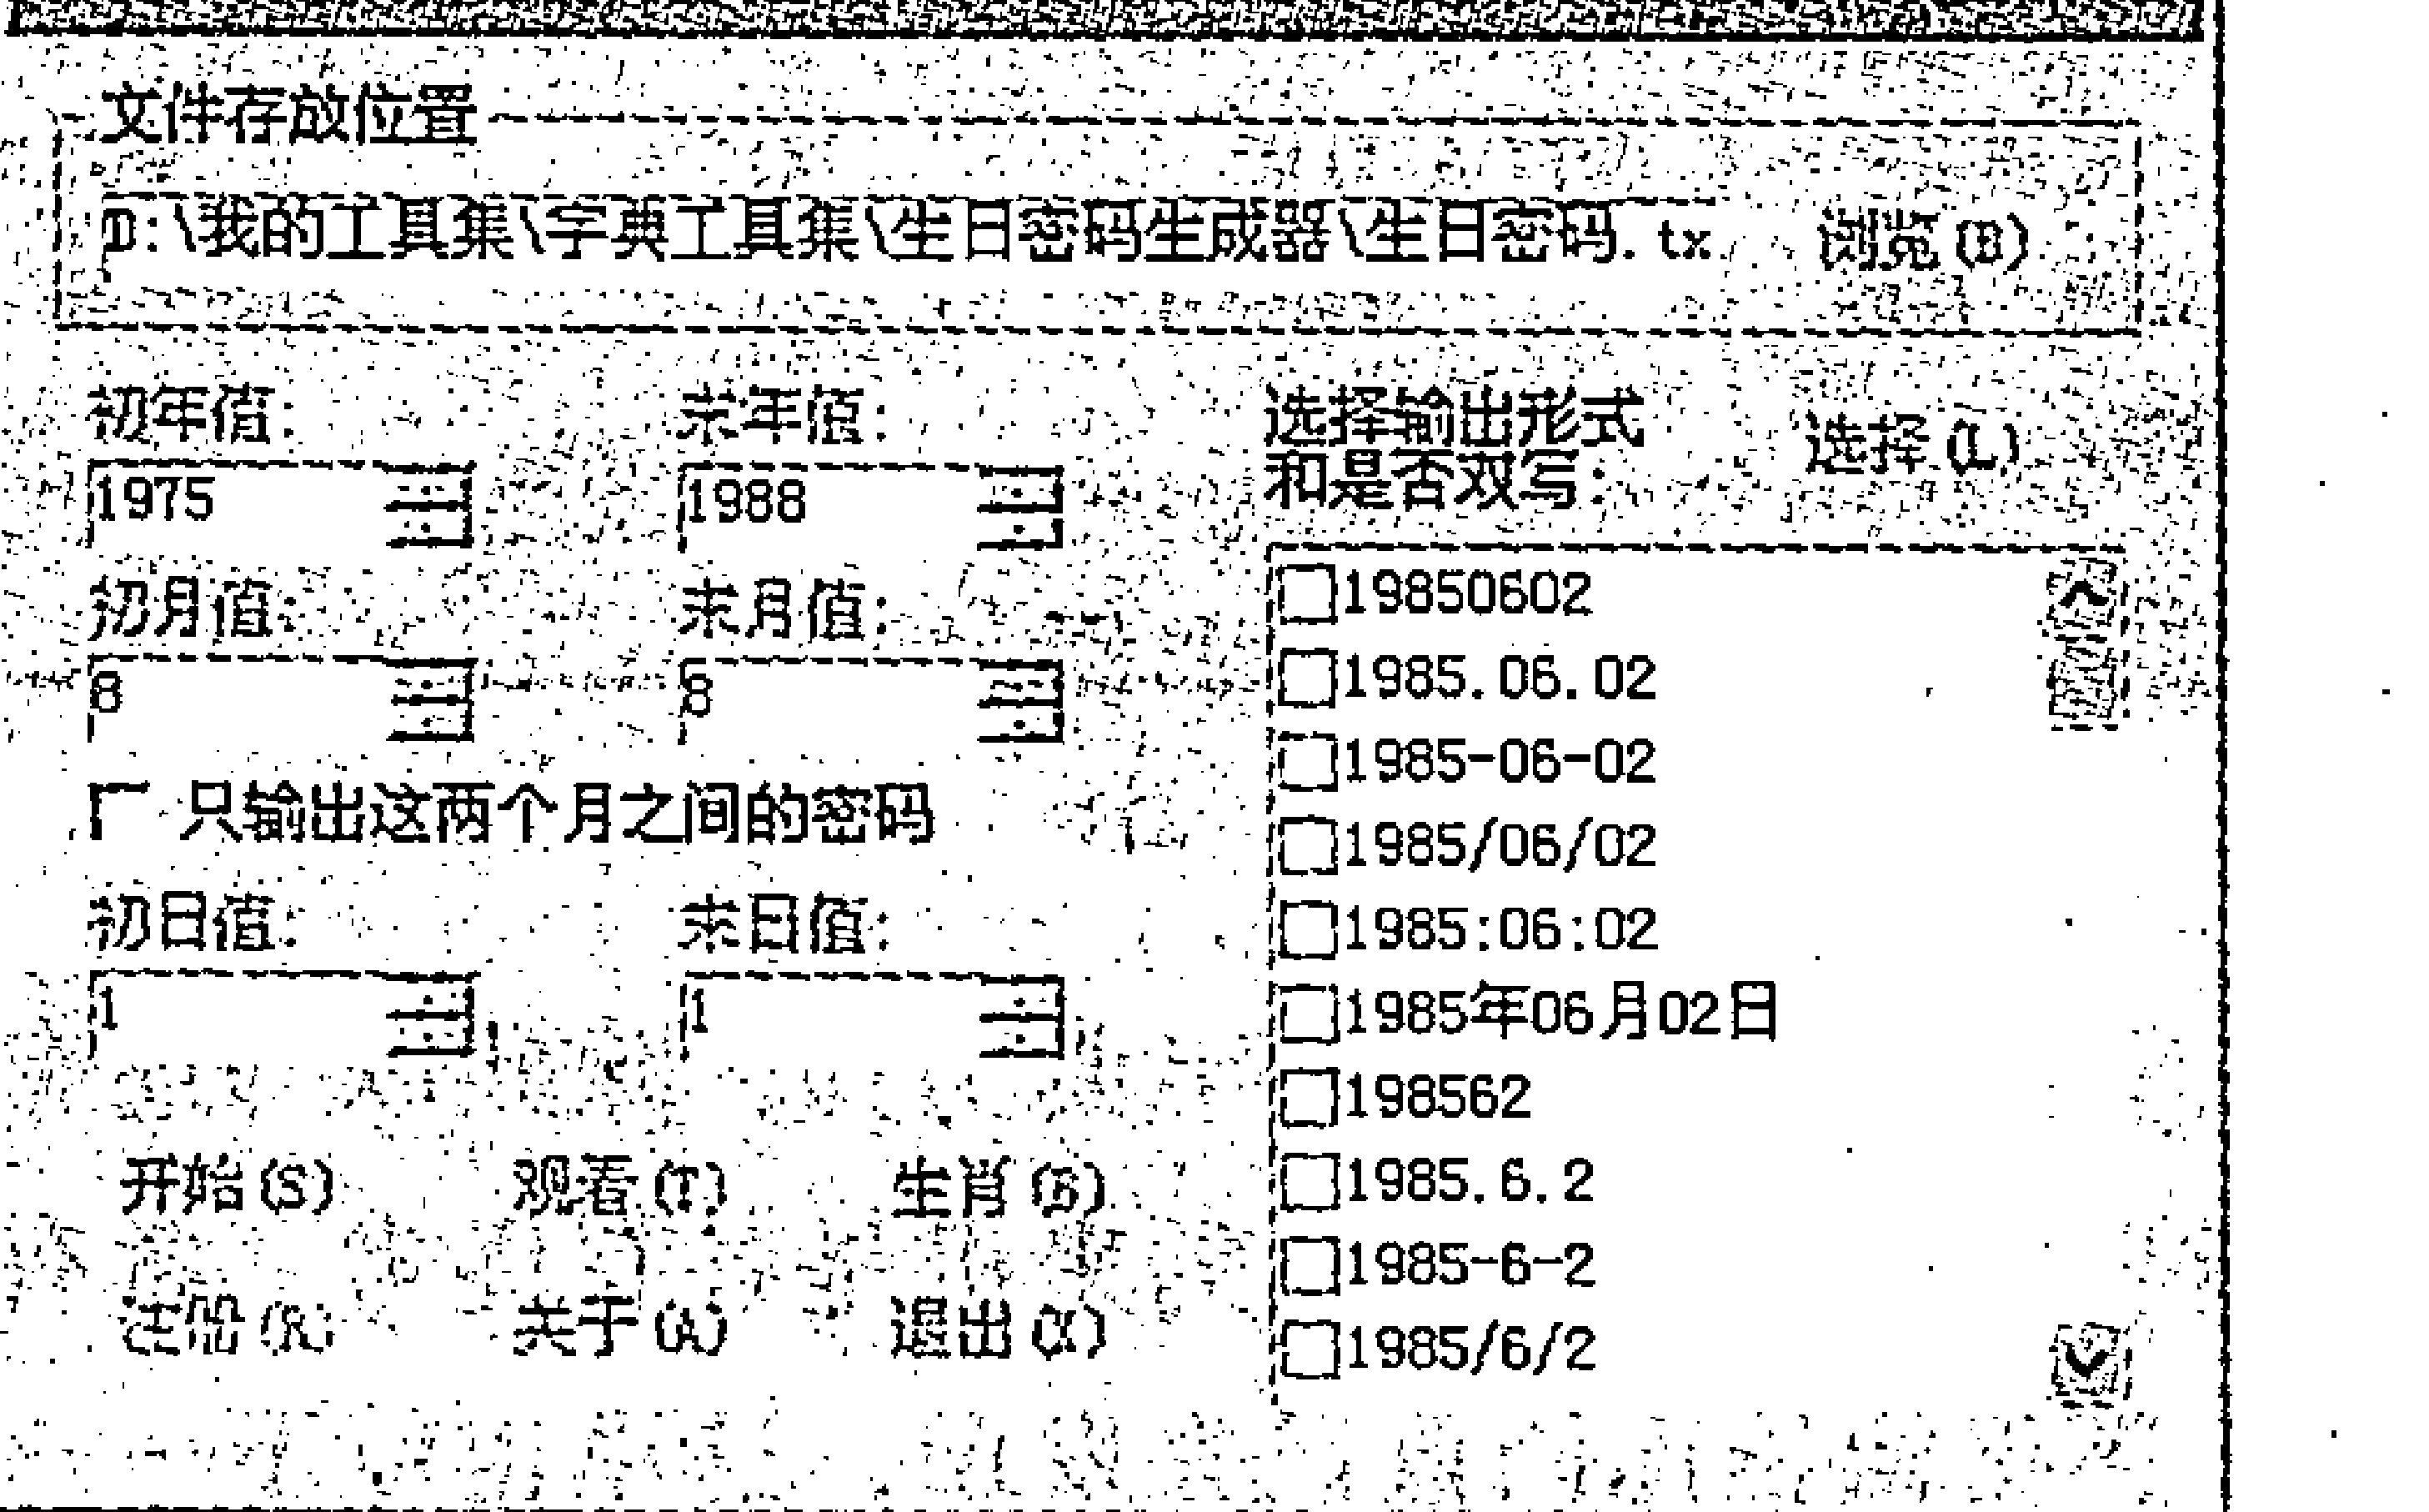 文件存放位置
D:\我的工具集\字典工具集\生日密码生成器\生日密码.tx 浏览(B)
初年值: 末年值: 选择输出形式 选择(L)
1975 1988 和是否双写:
初月值: 末月值:
8 8
只输出这两个月之间的密码
初日值: 末日值:
1 1
19850602
1985.06.02
1985-06-02
1985/06/02
1985:06:02
1985年06月02日
198562
1985.6.2
1985-6-2
1985/6/2
开始(S) 观看(T) 生肖
注册(R) 关于(A) 退出(X)